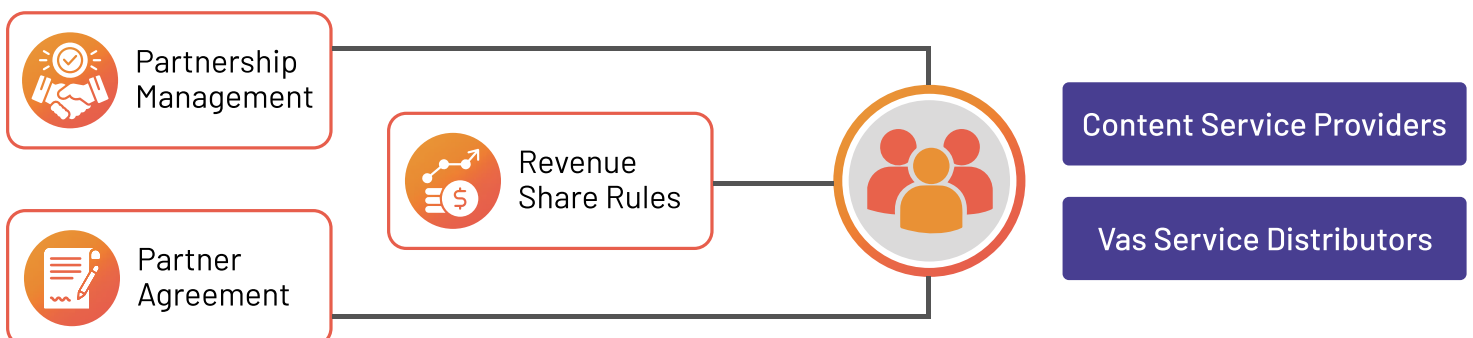 Partnership
Management
Revenue
Share Rules
Partner
Agreement
Content Service Providers
Vas Service Distributors